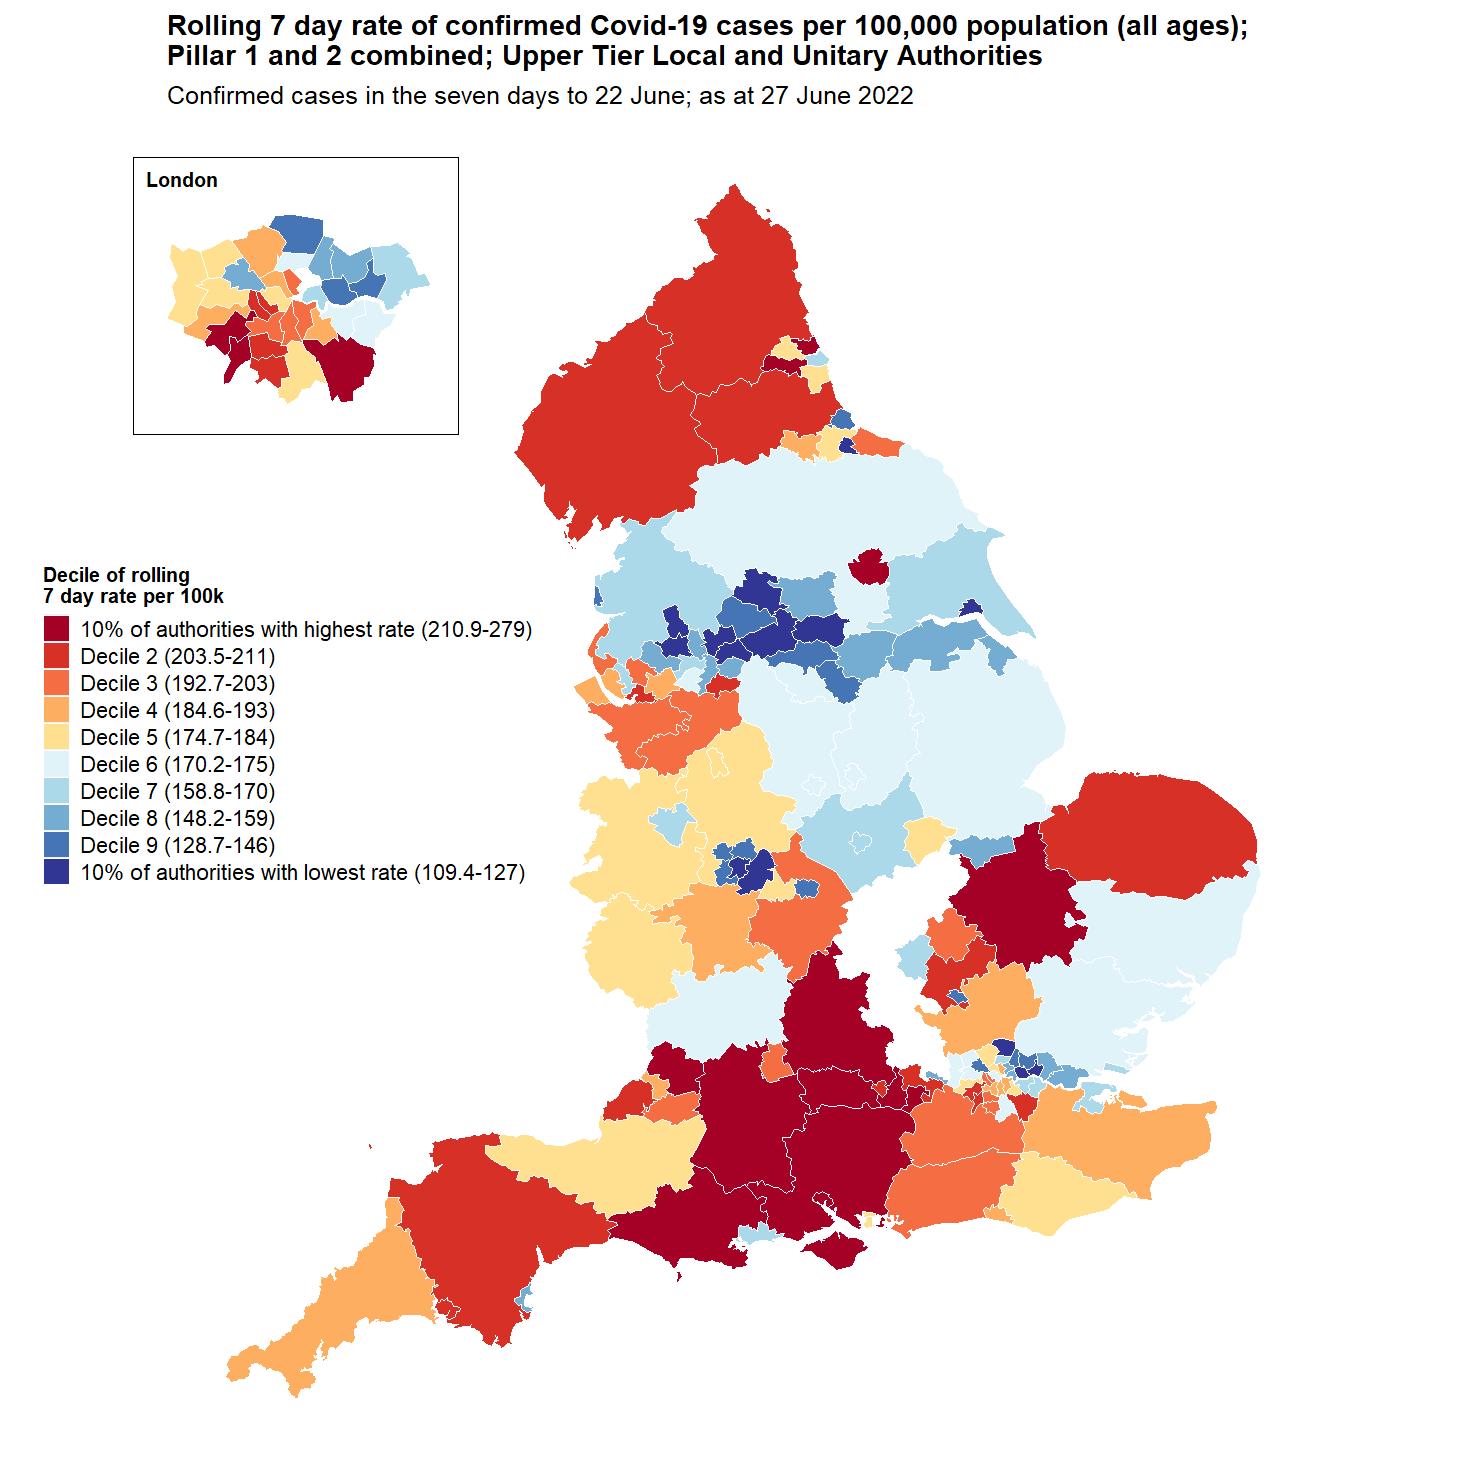 Rolling 7 day rate of confirmed Covid-19 cases per 100,000 population (all ages);
Pillar 1 and 2 combined; Upper Tier Local and Unitary Authorities
Confirmed cases in the seven days to 22 June; as at 27 June 2022
London
Decile of rolling
7 day rate per 100k
10% of authorities with highest rate (210.9-279)
Decile 2 (203.5-211)
Decile 3 (192.7-203)
Decile 4 (184.6-193)
Decile 5 (174.7-184)
Decile 6 (170.2-175)
Decile 7 (158.8-170)
Decile 8 (148.2-159)
Decile 9 (128.7-146)
10% of authorities with lowest rate (109.4-127)